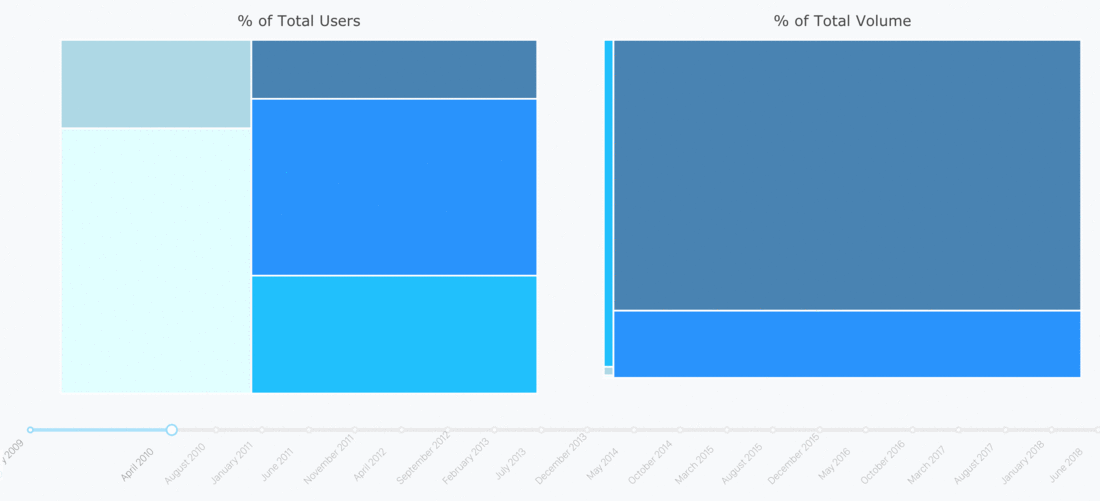 % of Total Users
% of Total Volume
2009
April 2010
August 2010
January 2011
June 2011
November 2011
April 2012
September 2012
February 2013
July 2013
December 2013
May 2014
October 2014
March 2015
August 2015
December 2015
May 2016
October 2016
March 2017
August 2017
January 2018
June 2018